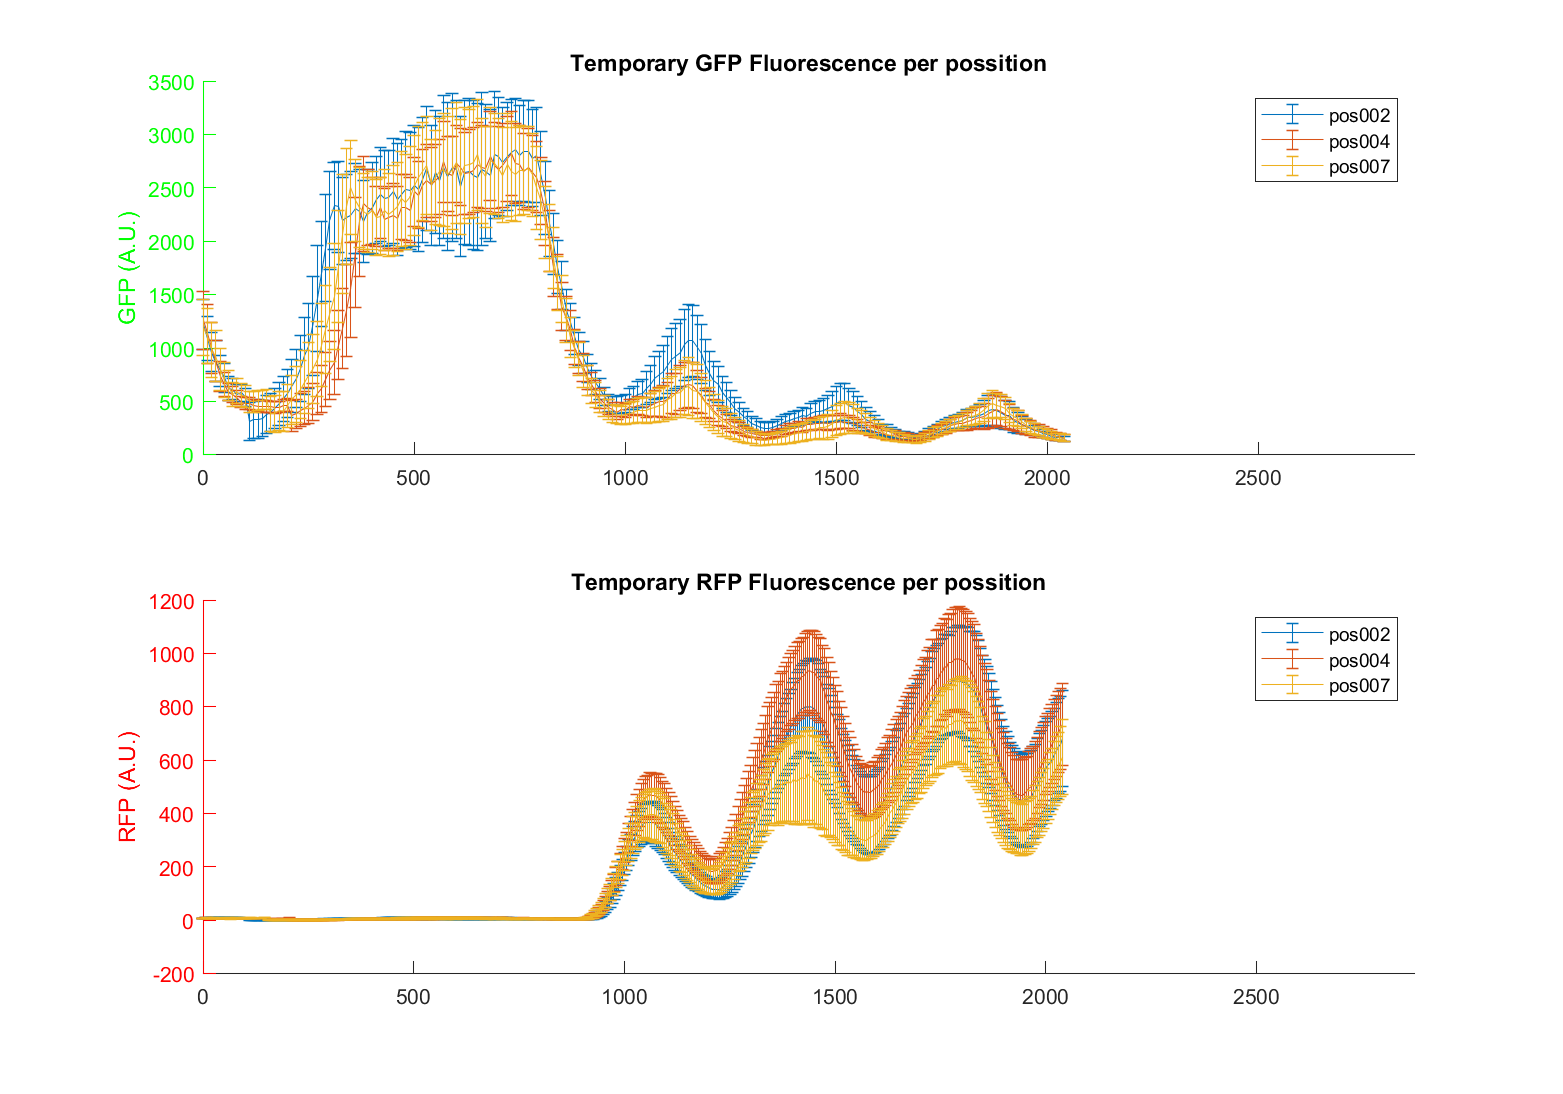 Temporary GFP Fluorescence per possition
3500
3000
2500
2000
1500
1000
500
0
GFP (A.U.)
0 500 1000 1500 2000 2500
pos002
pos004
pos007
Temporary RFP Fluorescence per possition
1200
1000
800
600
400
200
0
-200
RFP (A.U.)
0 500 1000 1500 2000 2500
pos002
pos004
pos007